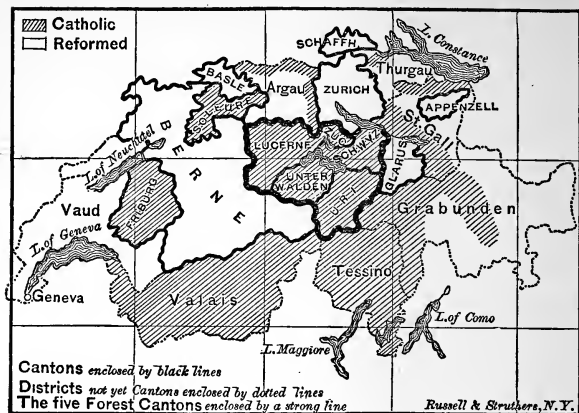 Catholic
Reformed
SCHAFFH.
L. Constance
Thurgau
BASLE
Argau
ZURICH
SOLEURE
APPENZELL
St Gall
BERNE
LUCERNE
ZUG
SCHWYZ
L. of Neuchatel
UNTER
WALDEN
GLARUS
URI
FRIBURG
Vaud
Grabunden
L. of Geneva
Geneva
Valais
Tessino
L. of Como
L. Maggiore
Cantons enclosed by black lines
Districts not yet Cantons enclosed by dotted lines
The five Forest Cantons enclosed by a strong line
Russell & Struthers, N.Y.